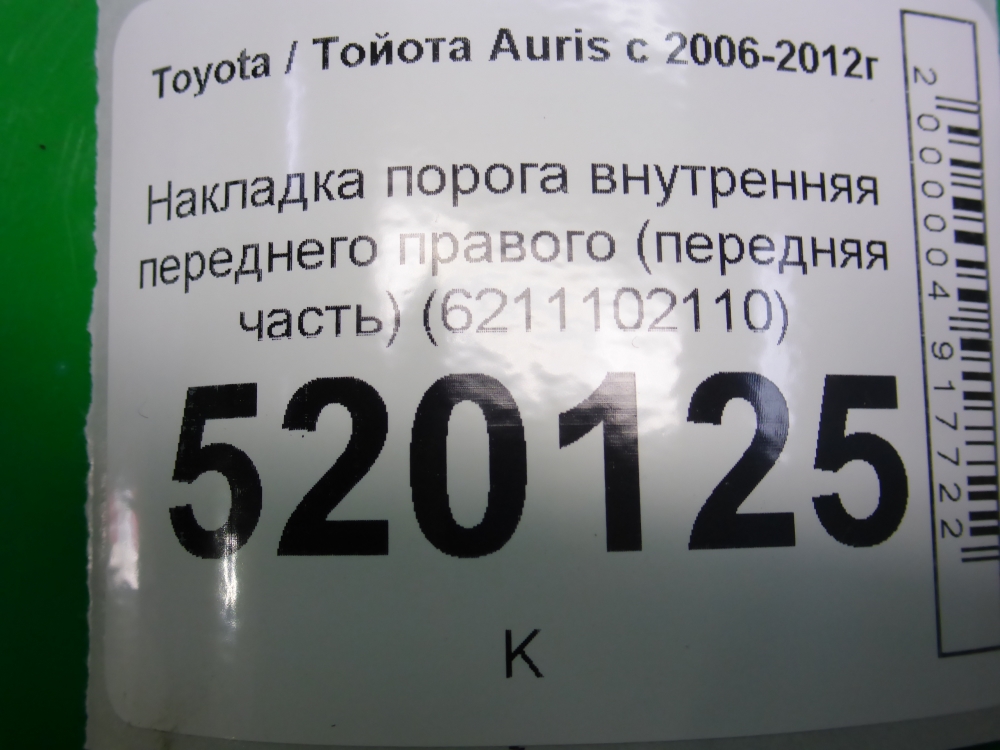 Toyota / Тойота Auris с 2006-2012г
Накладка порога внутренняя
переднего правого (передняя
часть) (6211102110)
520125
К
2000004917722